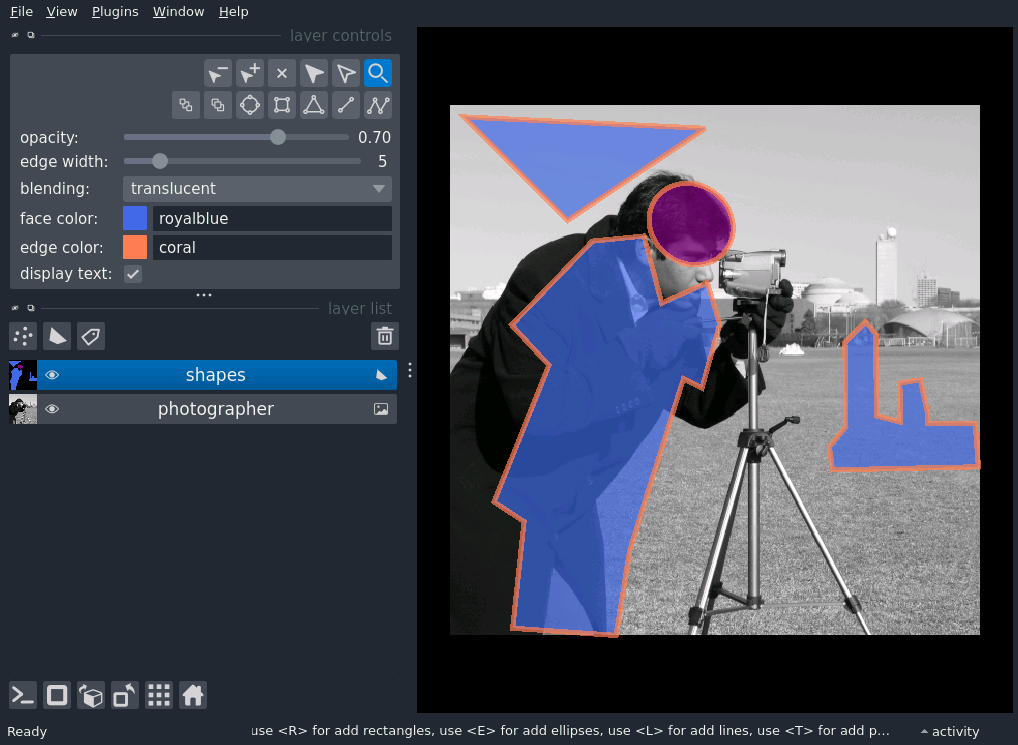 File View Plugins Window Help
layer controls
opacity: 0.70
edge width: 5
blending: translucent
face color: royalblue
edge color: coral
display text:
layer list
shapes
photographer
Ready use <R> for add rectangles, use <E> for add ellipses, use <L> for add lines, use <T> for add p... activity